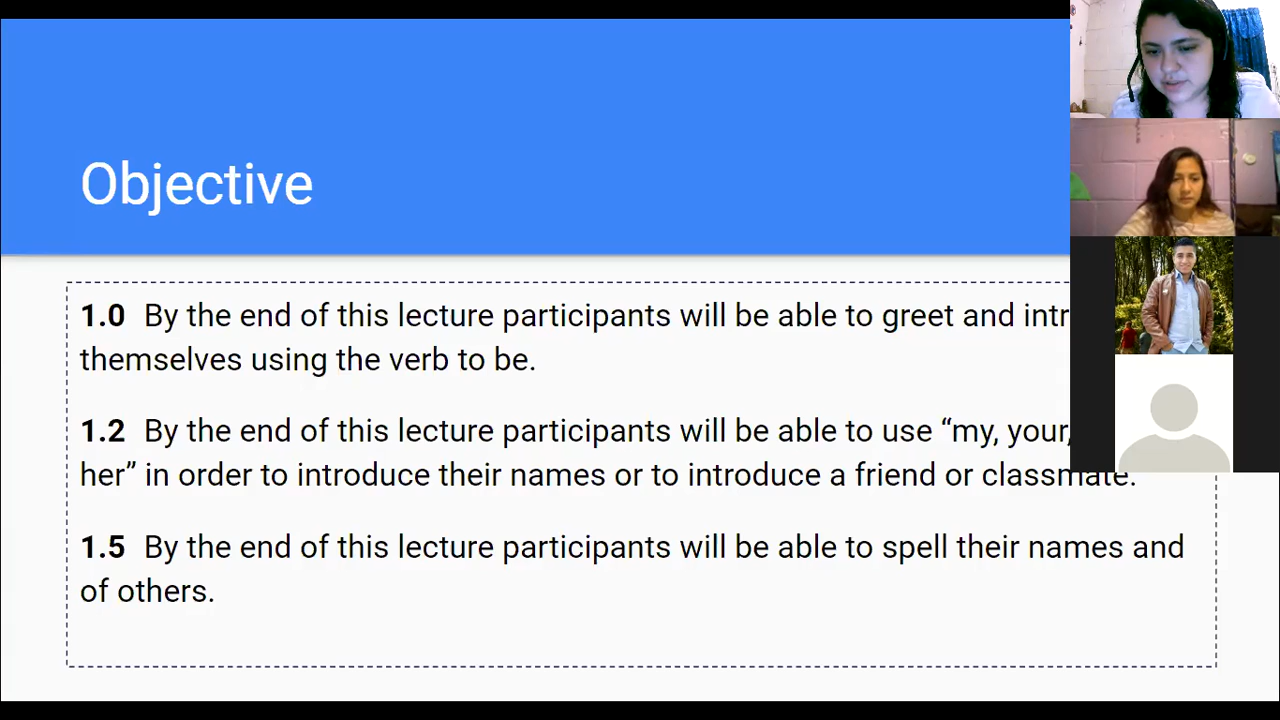 Objective
1.0 By the end of this lecture participants will be able to greet and
themselves using the verb to be.
1.2 By the end of this lecture participants will be able to use “my, your,
her” in order to introduce their names or to introduce a friend or classmate.
1.5 By the end of this lecture participants will be able to spell their names and
of others.